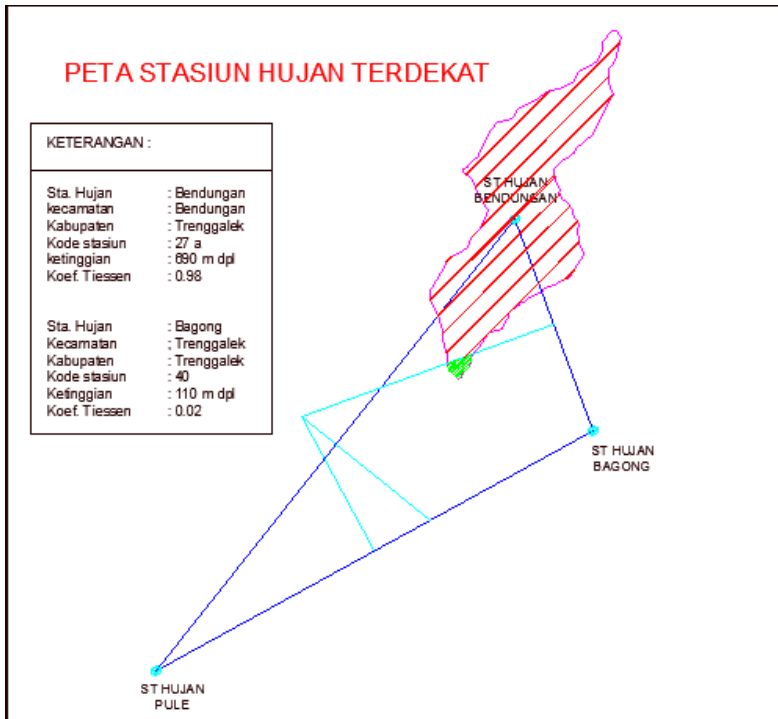 PETA STASIUN HUJAN TERDEKAT
KETERANGAN :
Sta. Hujan : Bendungan
kecamatan : Bendungan
Kabupaten : Trenggalek
Kode stasiun : 27 a
ketinggian : 690 m dpl
Koef. Tiessen : 0.98
Sta. Hujan : Bagong
Kecamatan ; Trenggalek
Kabupaten : Trenggalek
Kode stasiun : 40
Ketinggian : 110 m dpl
Koef. Tiessen : 0.02
ST HUJAN
BENDUNGAN
ST HUJAN
BAGONG
ST HUJAN
PULE